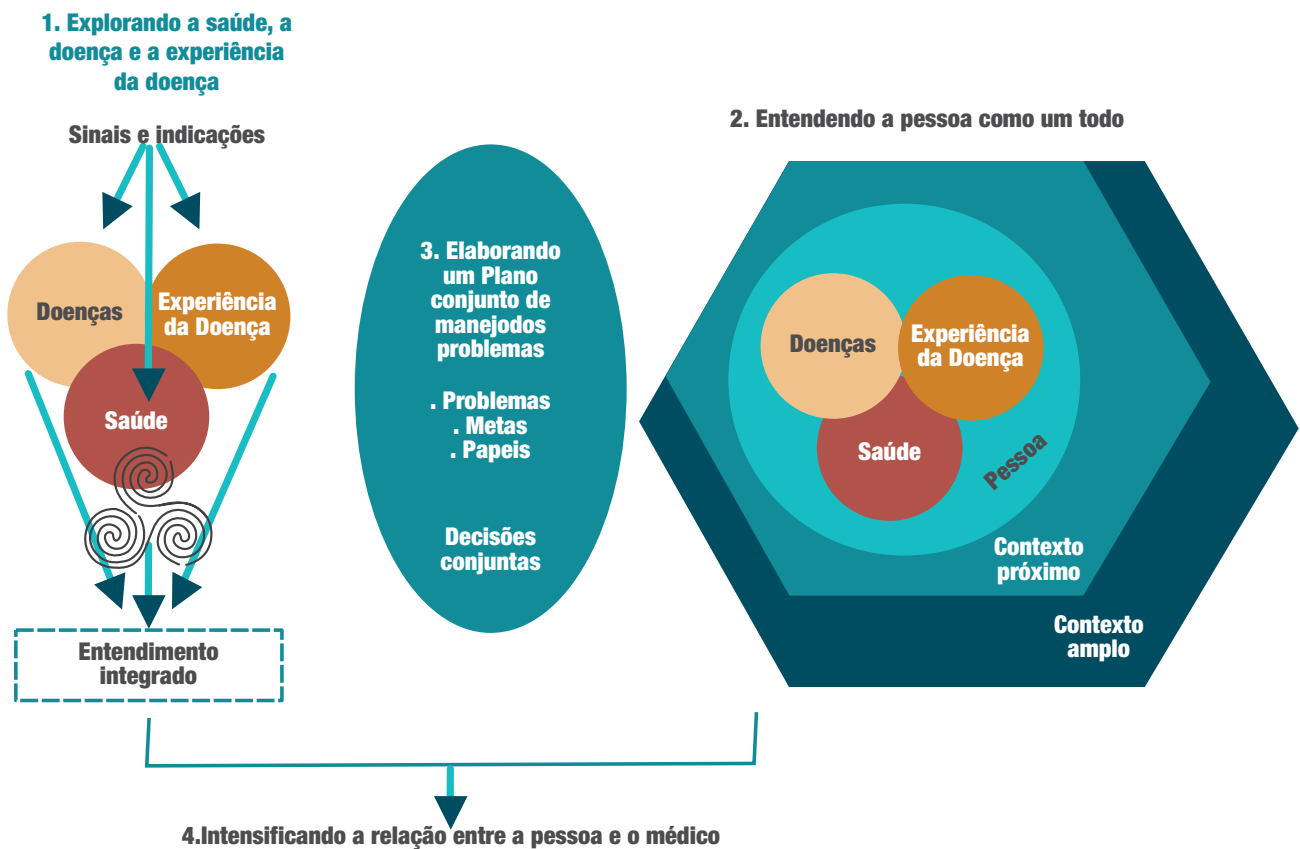 1. Explorando a saúde, a
doença e a experiência
da doença
Sinais e indicações
Doenças
Experiência
da Doença
Saúde
Entendimento
integrado
3. Elaborando
um Plano
conjunto de
manejodos
problemas
. Problemas
. Metas
. Papeis
Decisões
conjuntas
2. Entendendo a pessoa como um todo
Doenças
Experiência
da Doença
Saúde
Pessoa
Contexto
próximo
Contexto
amplo
4.Intensificando a relação entre a pessoa e o médico